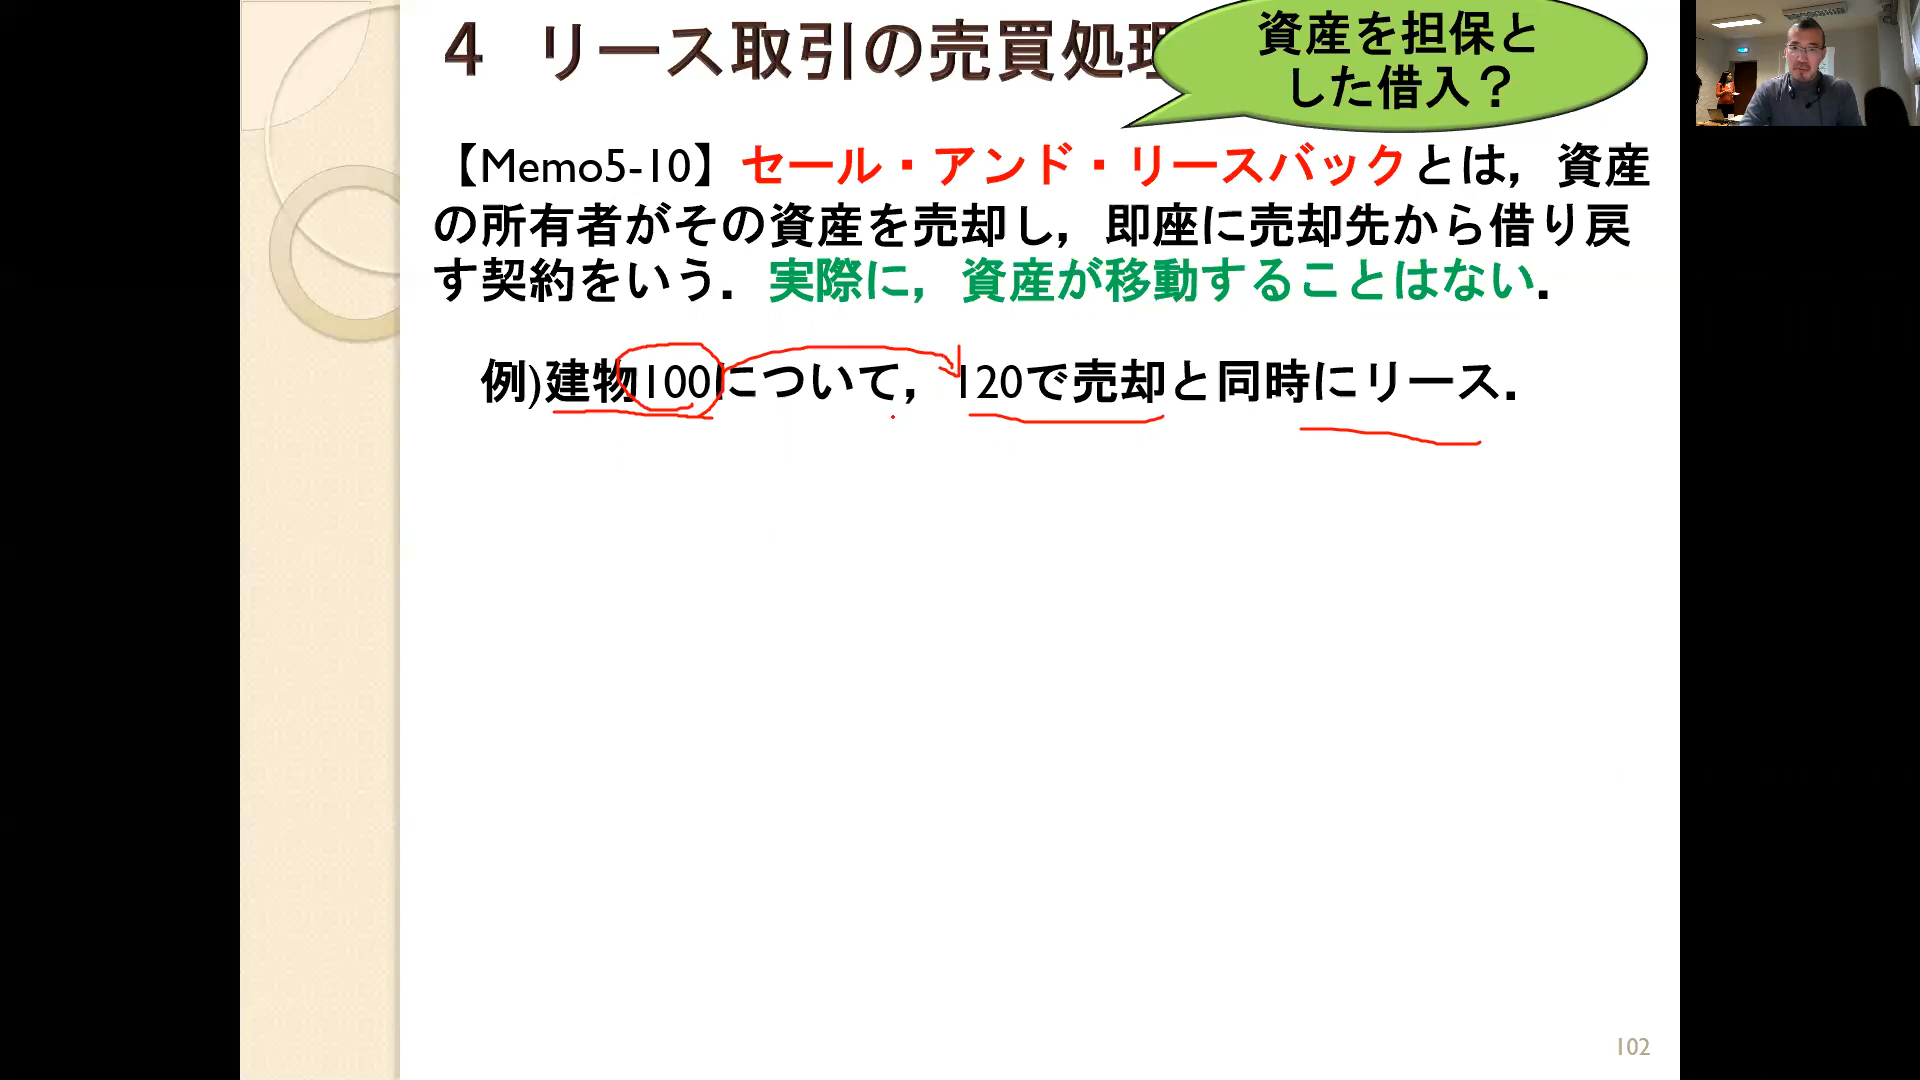 ４　リース取引の売買処理
資産を担保と
した借入？
【Memo5-10】セール・アンド・リースバックとは，資産
の所有者がその資産を売却し，即座に売却先から借り戻
す契約をいう．実際に，資産が移動することはない．
例)建物100について，120で売却と同時にリース．
102